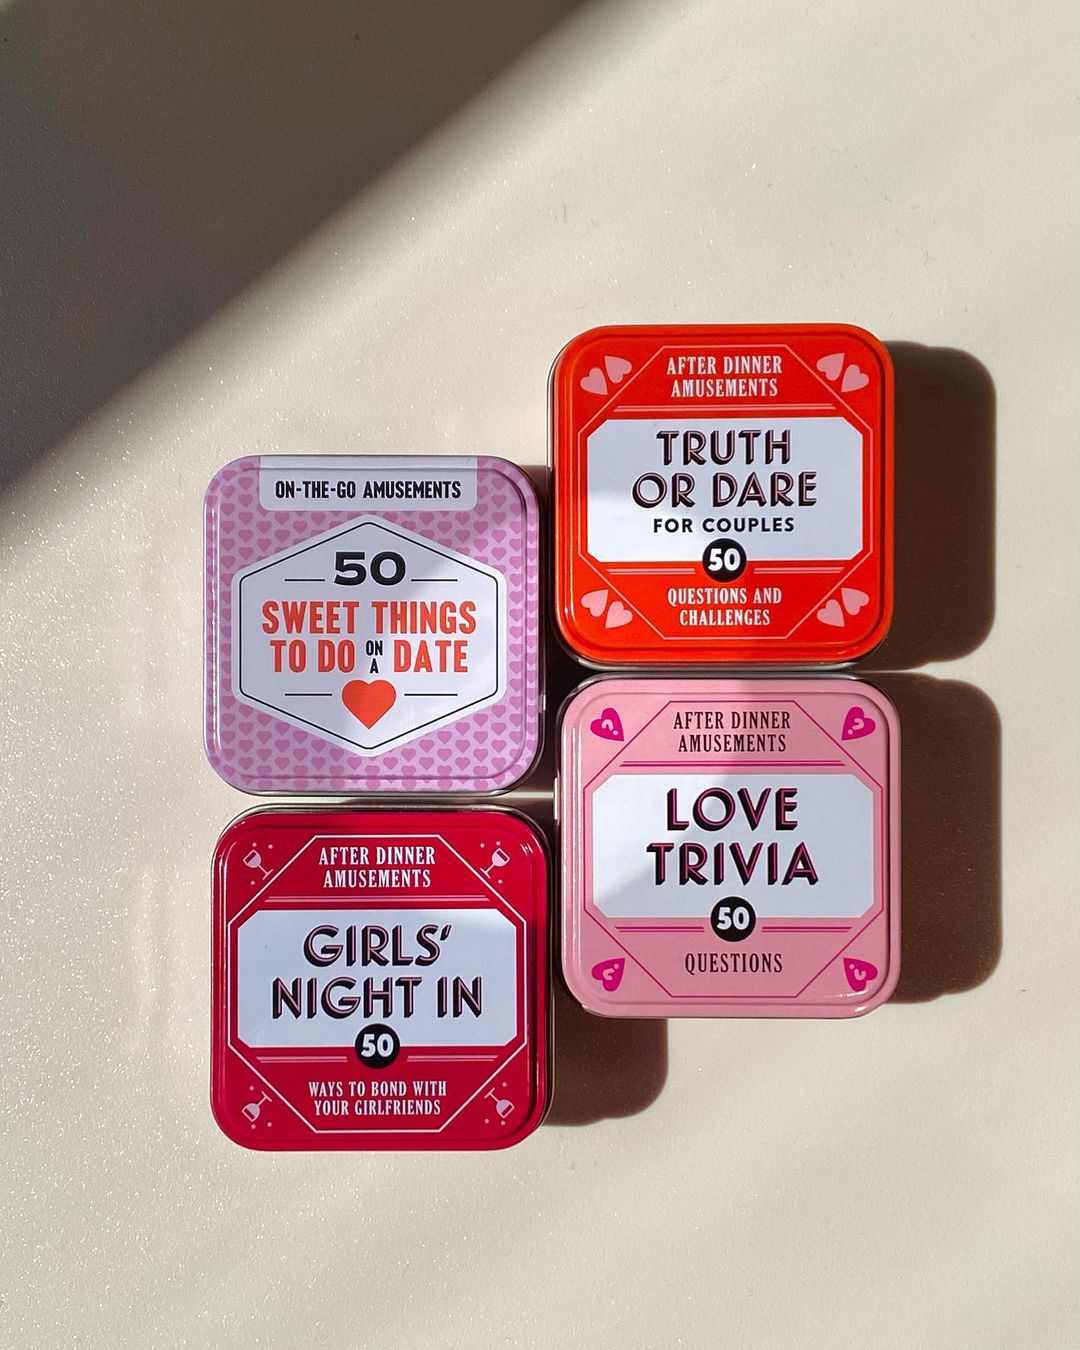 AFTER DINNER
AMUSEMENTS
TRUTH
OR DARE
FOR COUPLES
50
QUESTIONS AND
CHALLENGES
ON-THE-GO AMUSEMENTS
50
SWEET THINGS
TO DO ON A DATE
AFTER DINNER
AMUSEMENTS
LOVE
TRIVIA
50
QUESTIONS
AFTER DINNER
AMUSEMENTS
GIRLS'
NIGHT IN
50
WAYS TO BOND WITH
YOUR GIRLFRIENDS